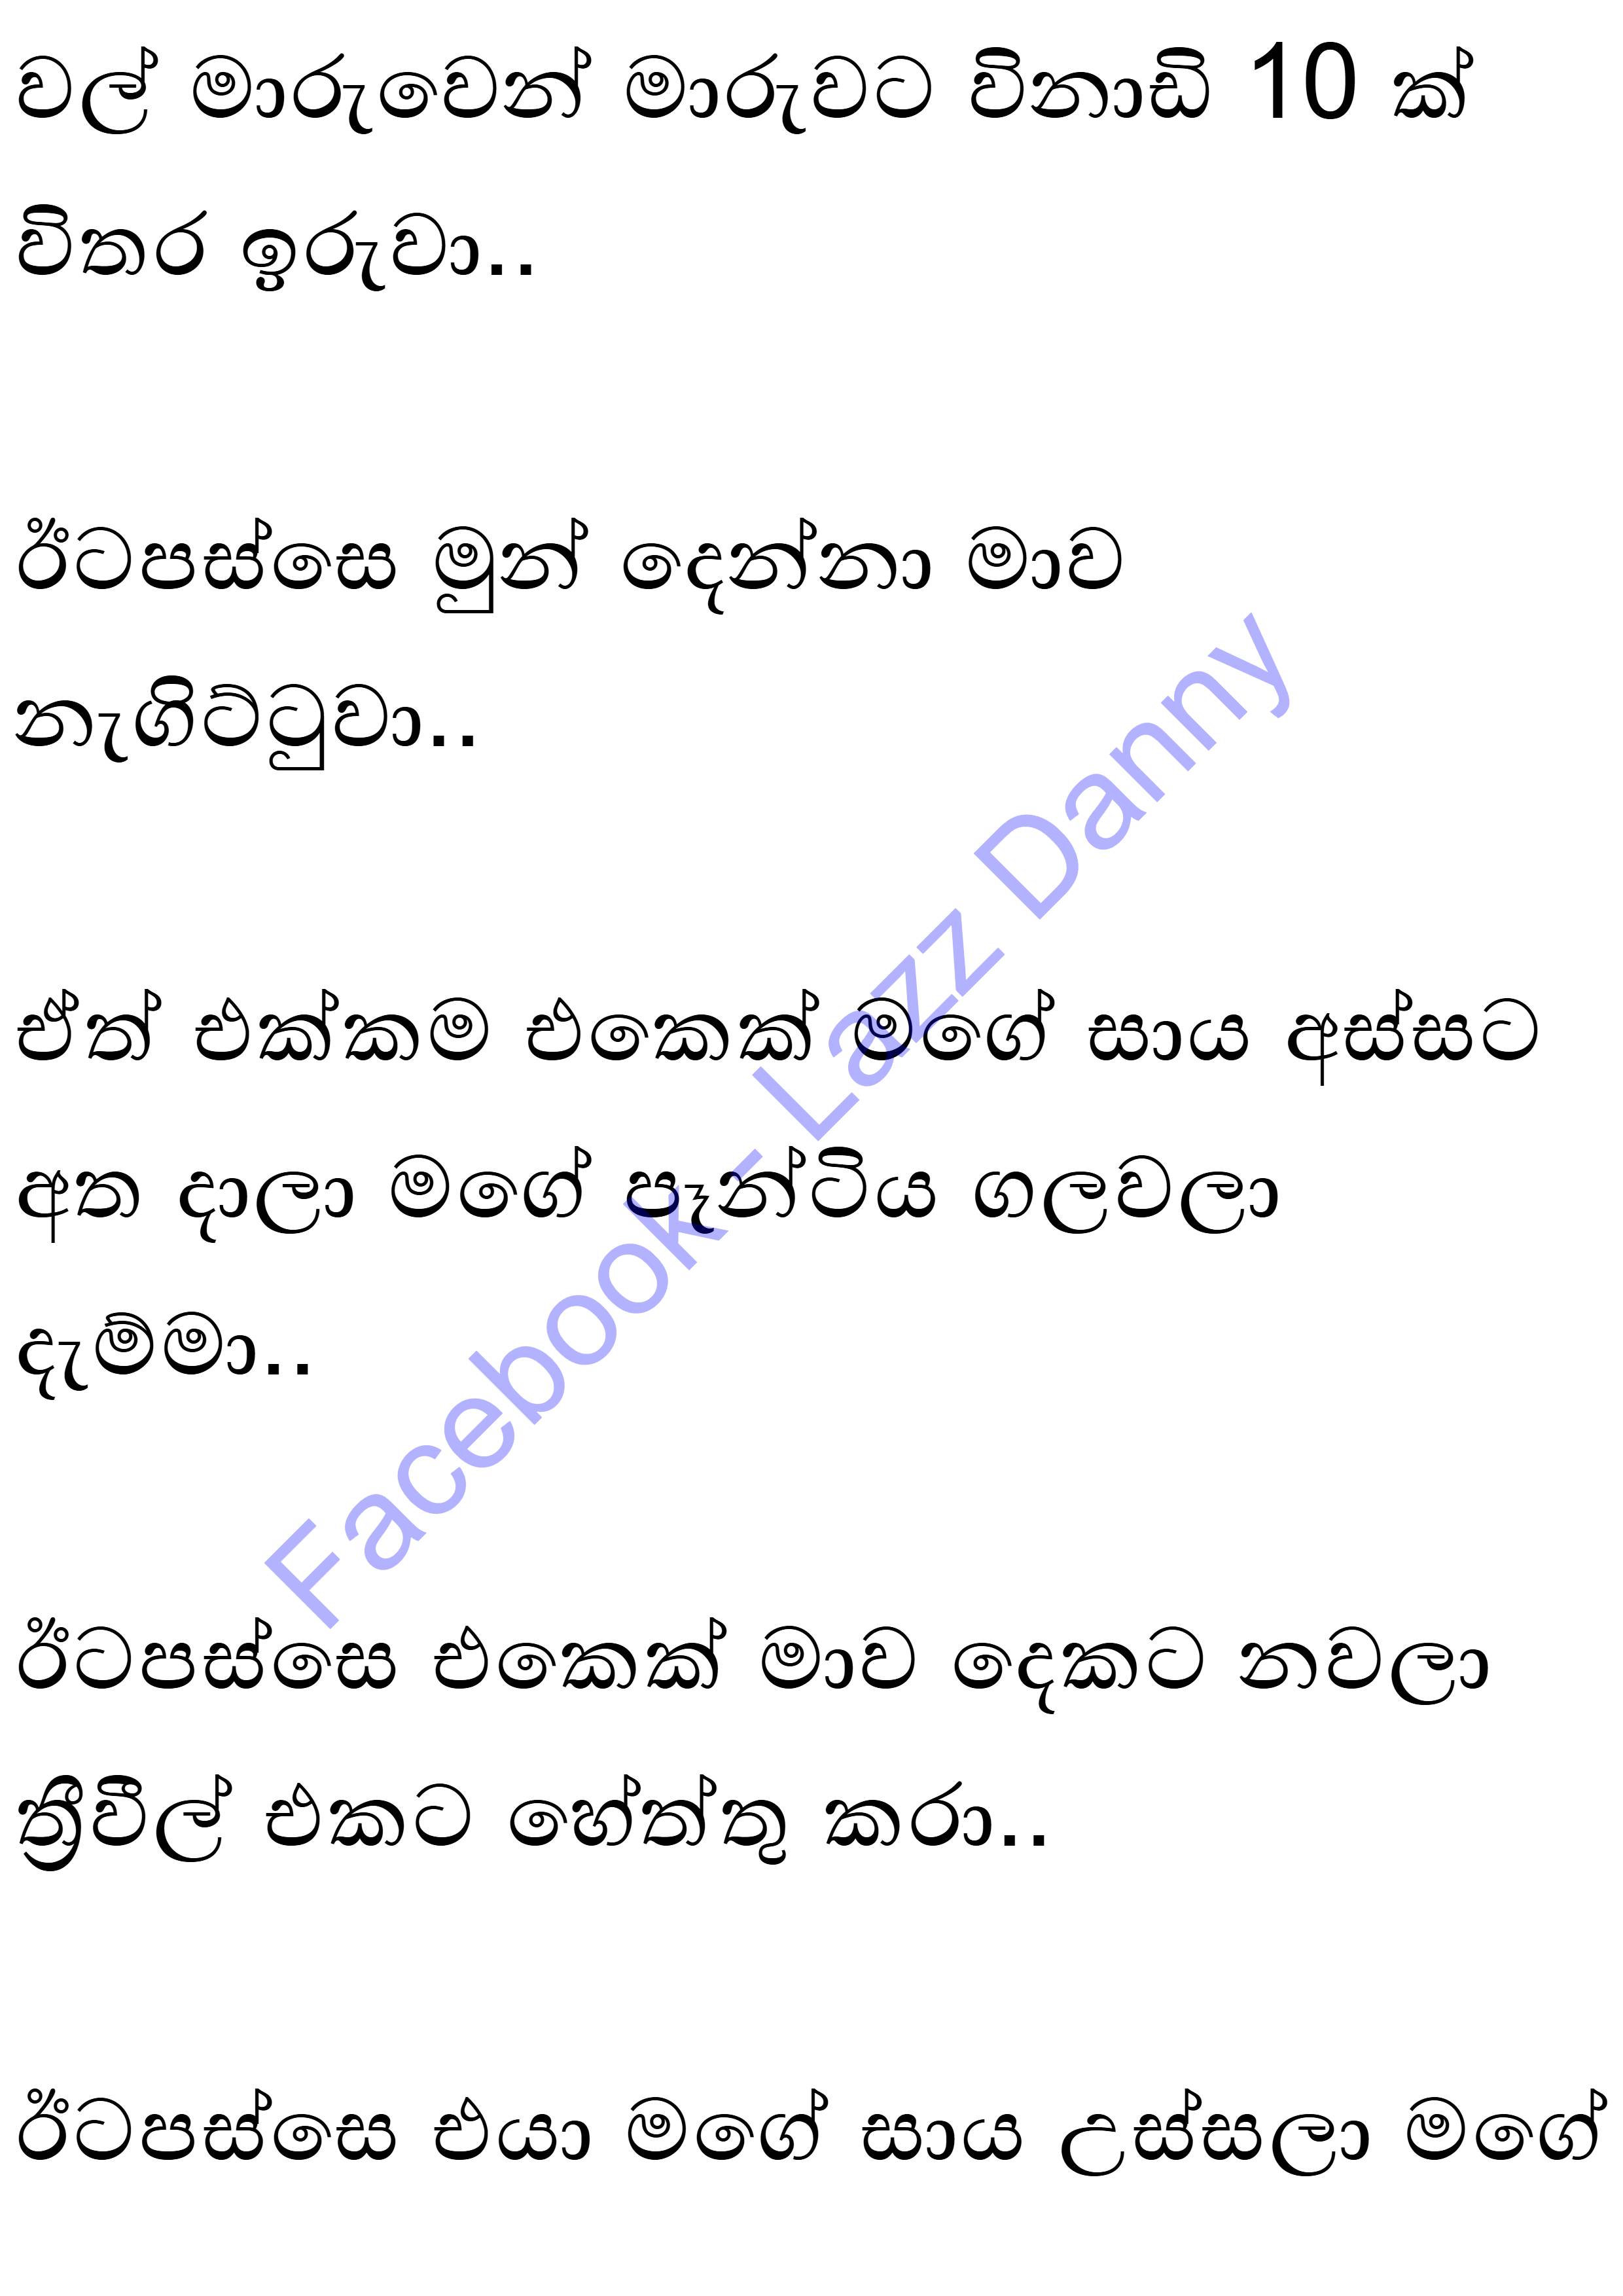 වල් මාරුවෙන් මාරුවට විනාඩි 10 ක්
විතර ඉරුවා..
ඊටපස්සෙ මුන් දෙන්නා මාව
නැගිට්ටුවා..
ඒත් එක්කම එකෙක් මගේ සාය අස්සට
අත දාලා මගේ පැන්ටිය ගලවලා
දැම්මා..
ඊටපස්සෙ එකෙක් මාව දෙකට නවලා
ත්‍රීවීල් එකට හේත්තු කරා..
ඊටපස්සෙ එයා මගේ සාය උස්සලා මගේ
Facebook - Lazz Danny